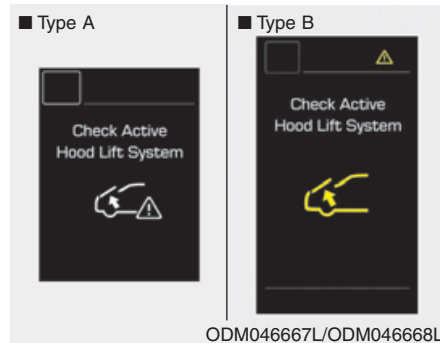 ■ Type A
Check Active
Hood Lift System
■ Type B
Check Active
Hood Lift System
ODM046667L/ODM046668L